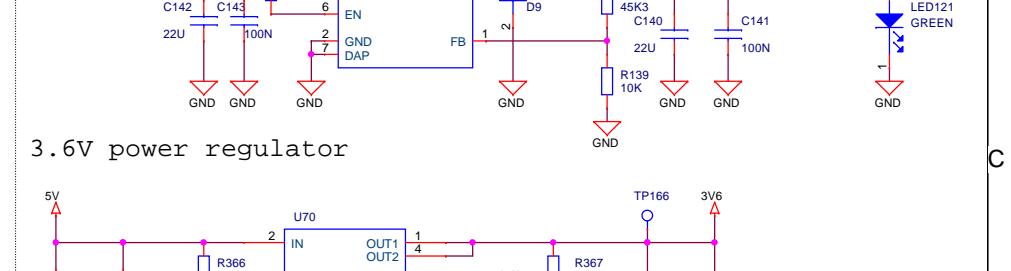 C142 C143 6 EN D9 45K3 C140 C141 LED121
GREEN
22U 100N 2 GND 7 DAP FB 1 2 22U 100N
R139
10K
1
GND GND GND GND GND GND GND
GND
3.6V power regulator
C
5V TP166 3V6
U70
2 IN OUT1 1
OUT2 4
R366 R367